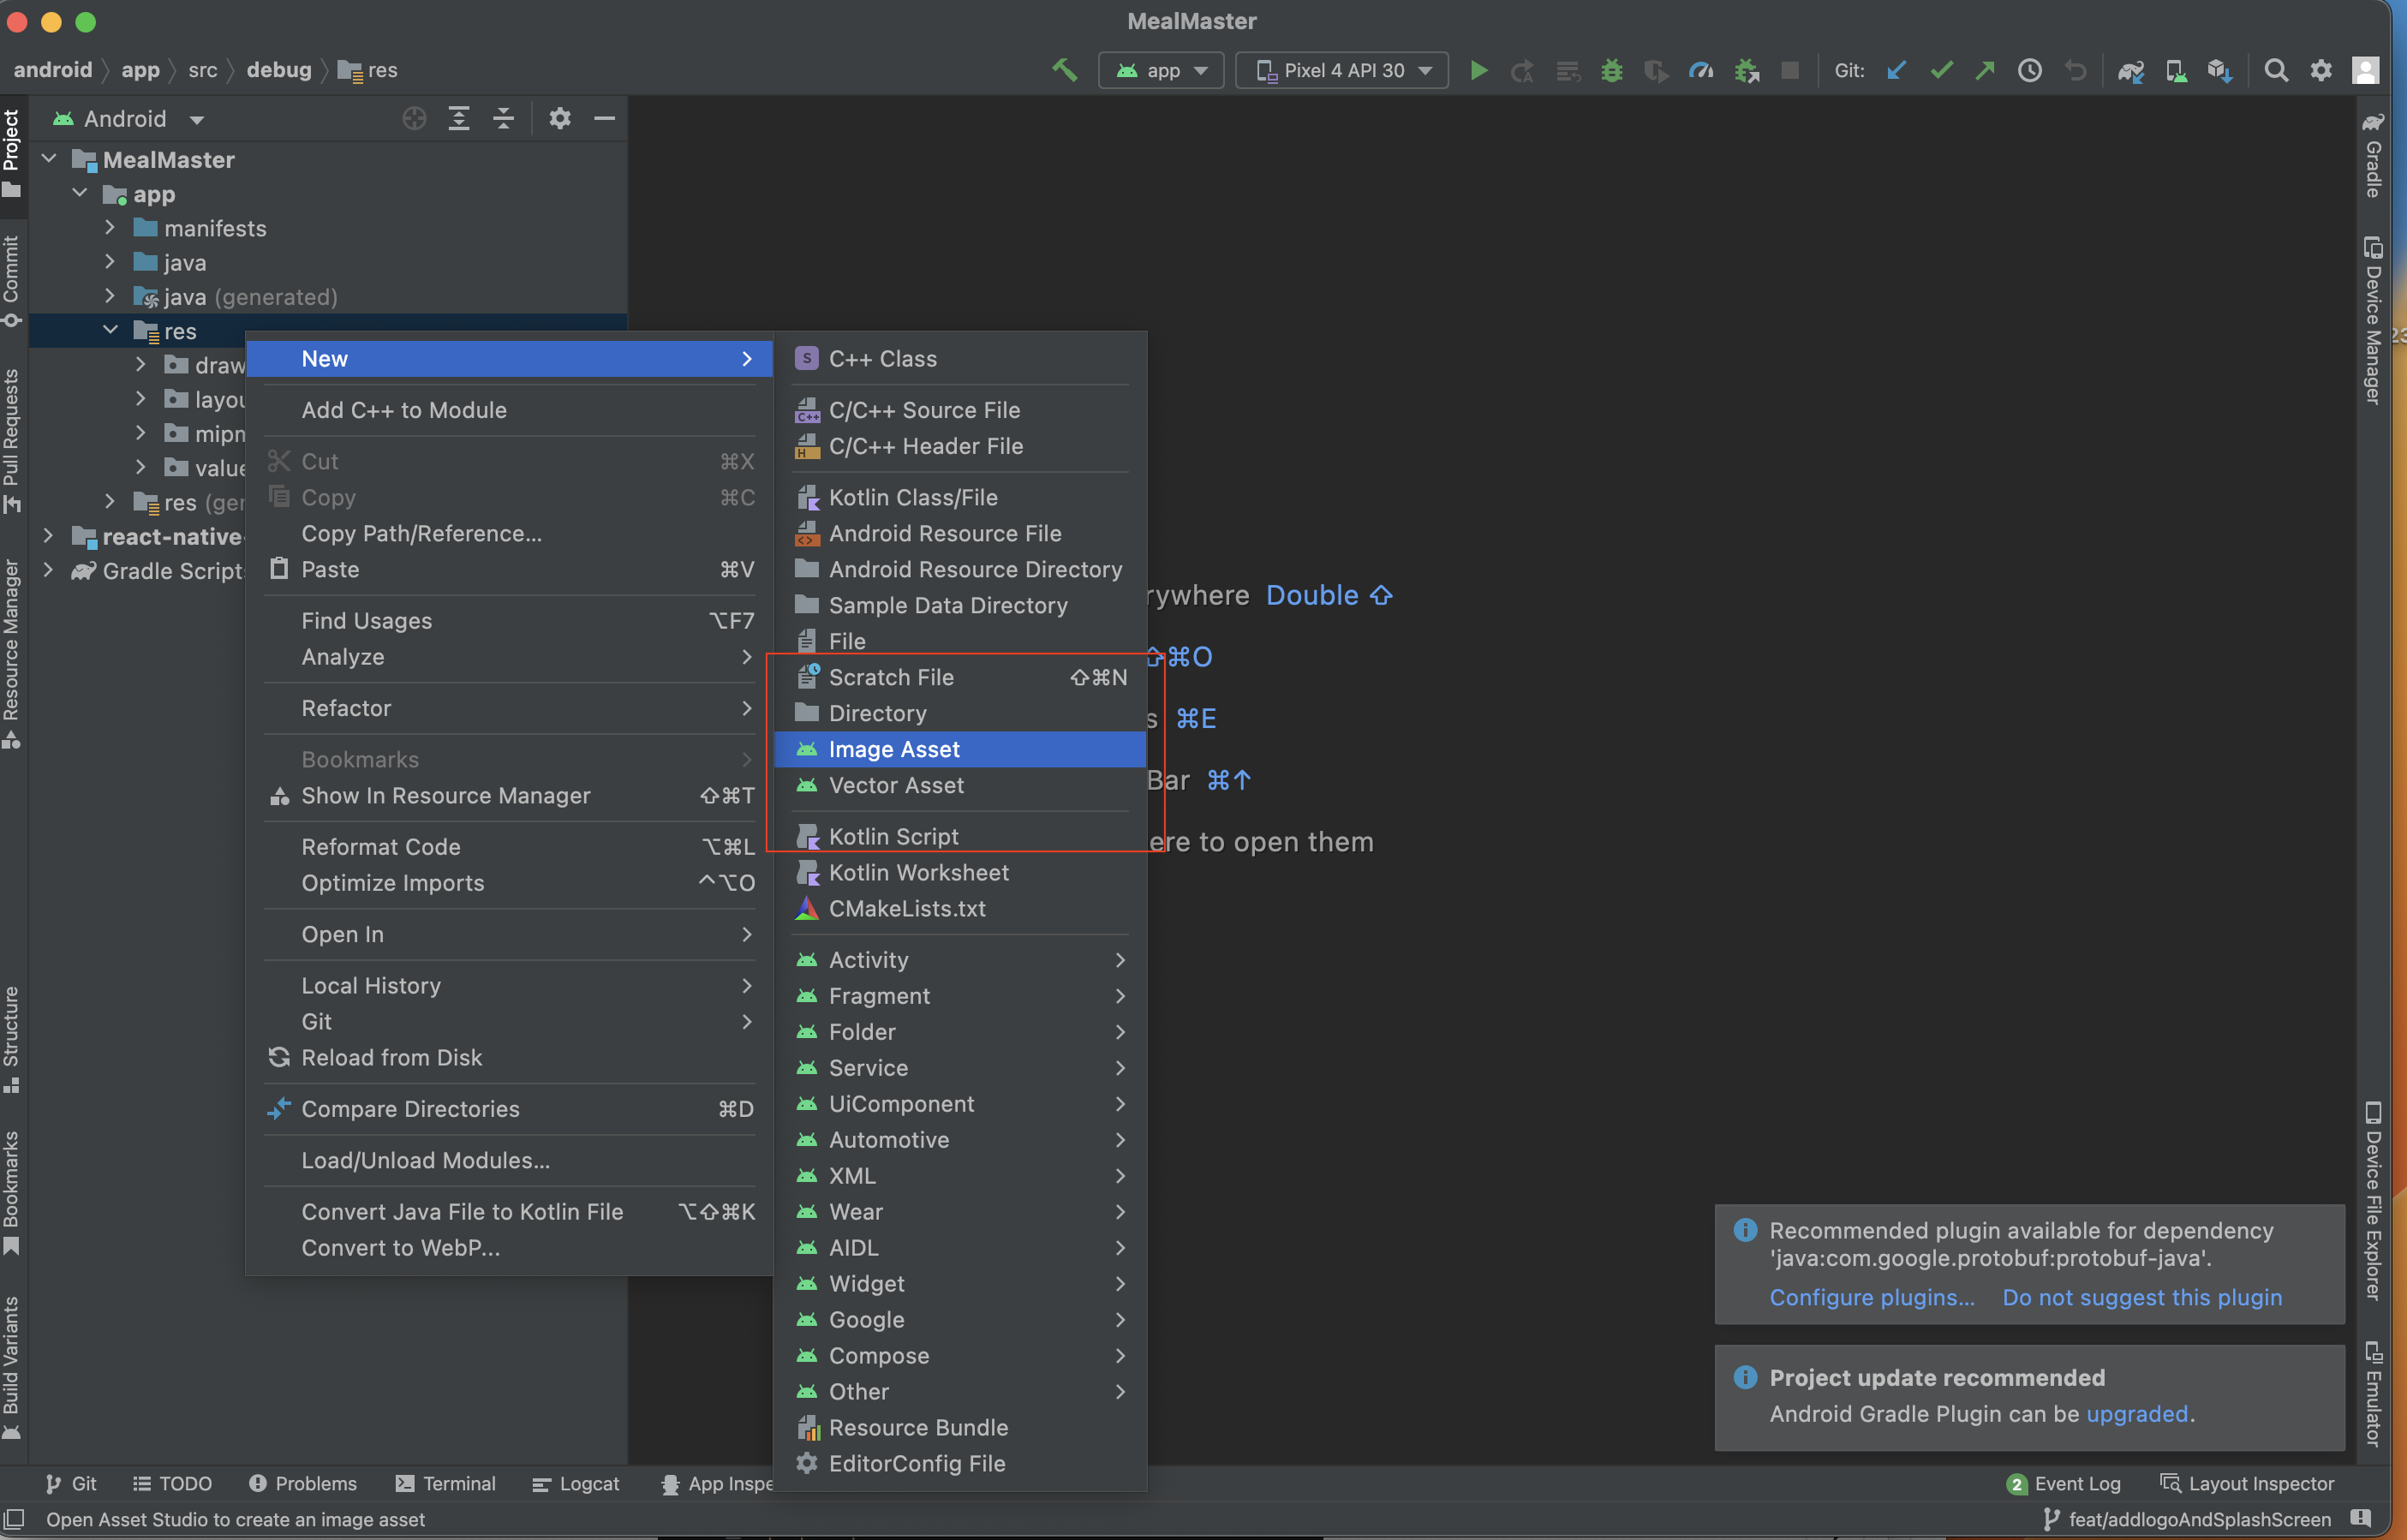 MealMaster
android
app
src
debug
res
app
Pixel 4 API 30
Git:
Project
Commit
Pull Requests
Resource Manager
Structure
Bookmarks
Build Variants
Android
MealMaster
app
manifests
java
java (generated)
res
draw
layou
value
res (ge
react-native-
Gradle Script
New
Add C++ to Module
Cut ⌘X
Copy ⌘C
Copy Path/Reference...
Paste ⌘V
Find Usages ⌥F7
Analyze
Refactor
Bookmarks
Show In Resource Manager ⇧⌘T
Reformat Code ⌥⌘L
Optimize Imports ^⌥O
Open In
Local History
Git
Reload from Disk
Compare Directories ⌘D
Load/Unload Modules...
Convert Java File to Kotlin File ⌥⇧⌘K
Convert to WebP...
C++ Class
C/C++ Source File
C/C++ Header File
Kotlin Class/File
Android Resource File
Android Resource Directory
Sample Data Directory
File
Scratch File ⇧⌘N
Directory
Image Asset
Vector Asset
Kotlin Script
Kotlin Worksheet
CMakeLists.txt
Activity
Fragment
Folder
Service
UiComponent
Automotive
XML
Wear
AIDL
Widget
Google
Compose
Other
Resource Bundle
EditorConfig File
rywhere Double ⇧
⇧⌘O
s ⌘E
Bar ⌘↑
ere to open them
Gradle
Device Manager
Device File Explorer
Emulator
23
Recommended plugin available for dependency
'java:com.google.protobuf:protobuf-java'.
Configure plugins... Do not suggest this plugin
Project update recommended
Android Gradle Plugin can be upgraded.
Git
TODO
Problems
Terminal
Logcat
App Inspe
2 Event Log
Layout Inspector
Open Asset Studio to create an image asset
feat/addlogoAndSplashScreen